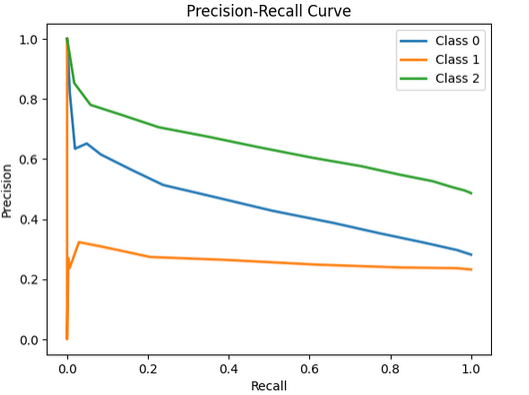 Precision-Recall Curve
Class 0
Class 1
Class 2
Precision
1.0
0.8
0.6
0.4
0.2
0.0
0.0 0.2 0.4 0.6 0.8 1.0
Recall